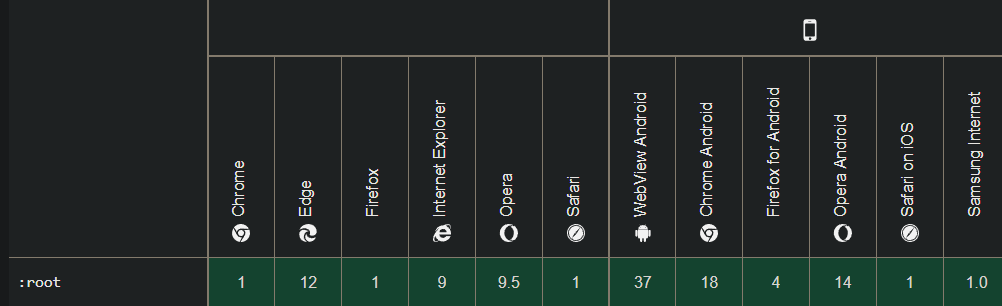 Chrome
Edge
Firefox
Internet Explorer
Opera
Safari
WebView Android
Chrome Android
Firefox for Android
Opera Android
Safari on iOS
Samsung Internet
:root 1 12 1 9 9.5 1 37 18 4 14 1 1.0